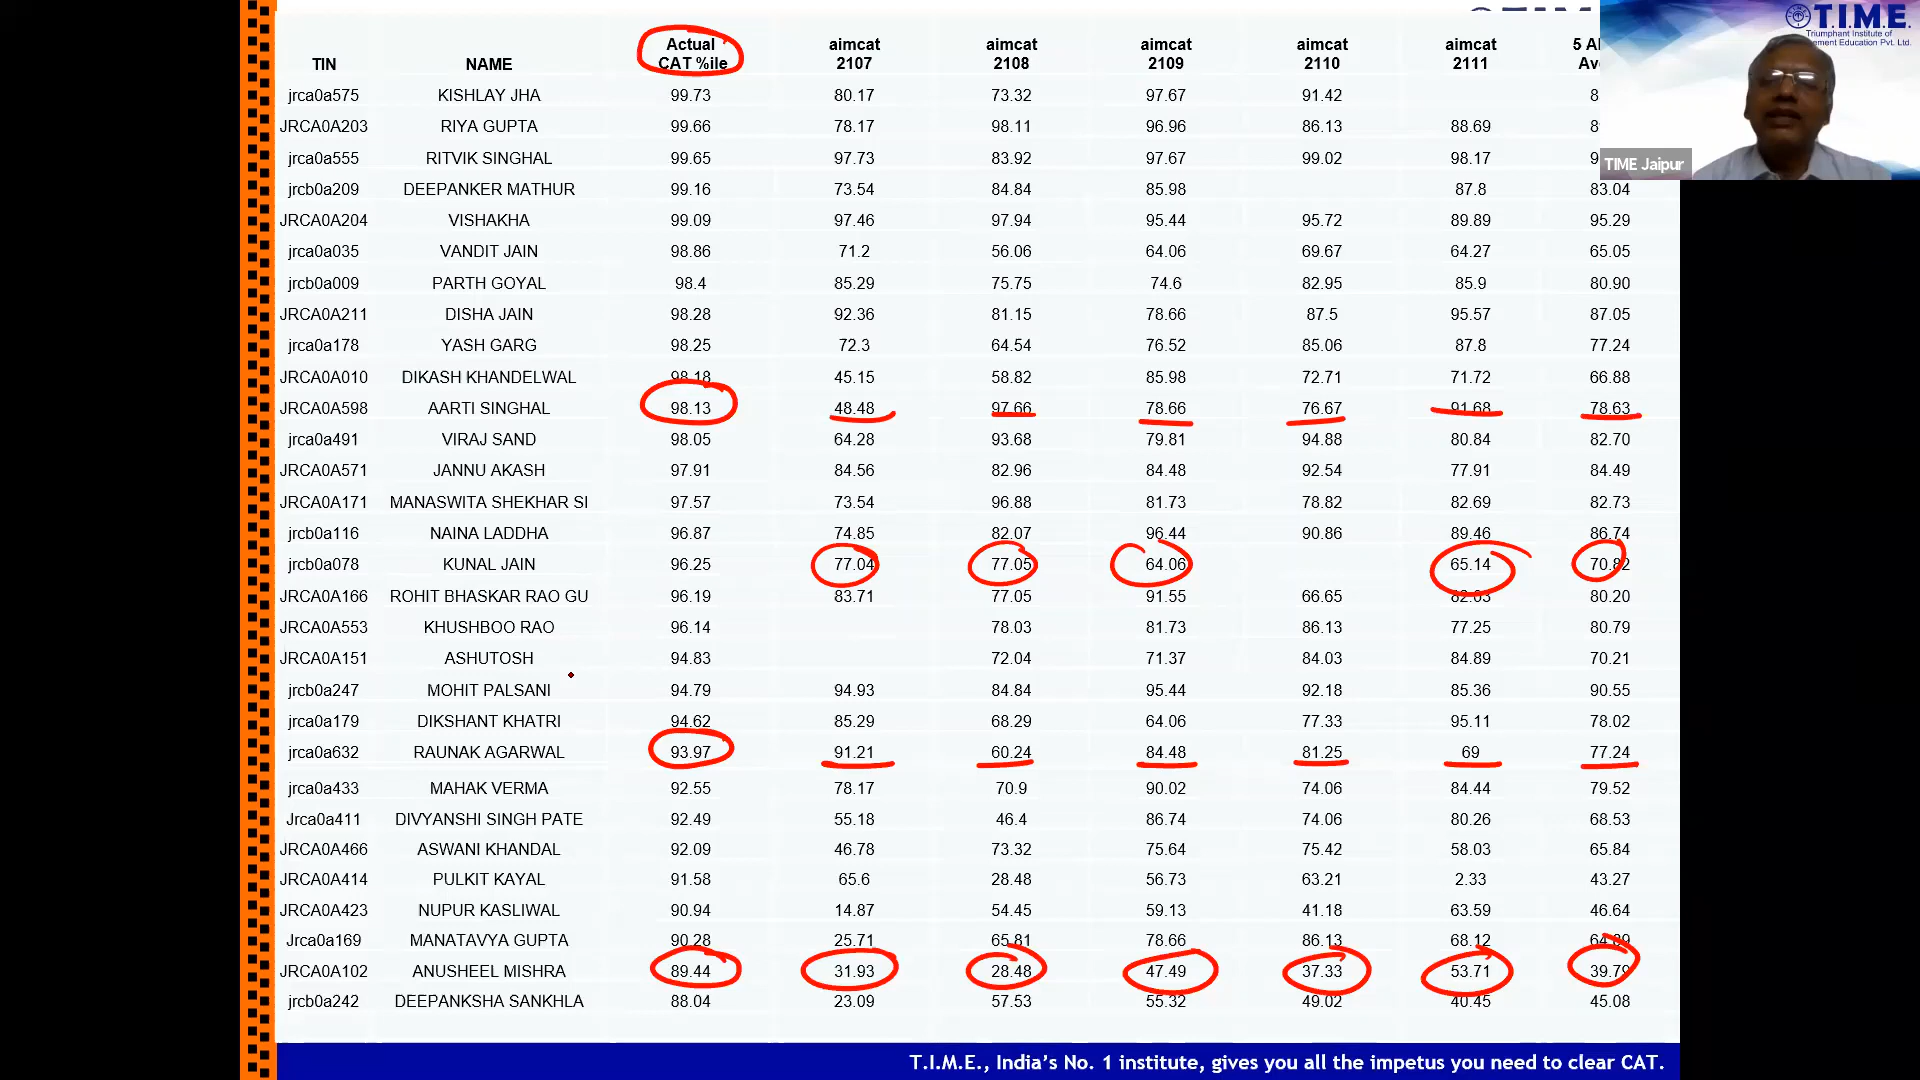 T.I.M.E.
Triumphant Institute of
ement Education Pvt. Ltd.
TIME Jaipur
TIN NAME Actual CAT %ile aimcat 2107 aimcat 2108 aimcat 2109 aimcat 2110 aimcat 2111 5
jrca0a575 KISHLAY JHA 99.73 80.17 73.32 97.67 91.42 8
JRCA0A203 RIYA GUPTA 99.66 78.17 98.11 96.96 86.13 88.69 8
jrca0a555 RITVIK SINGHAL 99.65 97.73 83.92 97.67 99.02 98.17 9
jrcb0a209 DEEPANKER MATHUR 99.16 73.54 84.84 85.98 87.8 83.04
JRCA0A204 VISHAKHA 99.09 97.46 97.94 95.44 95.72 89.89 95.29
jrca0a035 VANDIT JAIN 98.86 71.2 56.06 64.06 69.67 64.27 65.05
jrcb0a009 PARTH GOYAL 98.4 85.29 75.75 74.6 82.95 85.9 80.90
JRCA0A211 DISHA JAIN 98.28 92.36 81.15 78.66 87.5 95.57 87.05
jrca0a178 YASH GARG 98.25 72.3 64.54 76.52 85.06 87.8 77.24
JRCA0A010 DIKASH KHANDELWAL 98.18 45.15 58.82 85.98 72.71 71.72 66.88
JRCA0A598 AARTI SINGHAL 98.13 48.48 97.66 78.66 76.67 91.68 78.63
jrca0a491 VIRAJ SAND 98.05 64.28 93.68 79.81 94.88 80.84 82.70
JRCA0A571 JANNU AKASH 97.91 84.56 82.96 84.48 92.54 77.91 84.49
JRCA0A171 MANASWITA SHEKHAR SI 97.57 73.54 96.88 81.73 78.82 82.69 82.73
jrcb0a116 NAINA LADDHA 96.87 74.85 82.07 96.44 90.86 89.46 86.74
jrcb0a078 KUNAL JAIN 96.25 77.04 77.05 64.06 65.14 70.82
JRCA0A166 ROHIT BHASKAR RAO GU 96.19 83.71 77.05 91.55 66.65 82.03 80.20
JRCA0A553 KHUSHBOO RAO 96.14 78.03 81.73 86.13 77.25 80.79
JRCA0A151 ASHUTOSH 94.83 72.04 71.37 84.03 84.89 70.21
jrcb0a247 MOHIT PALSANI 94.79 94.93 84.84 95.44 92.18 85.36 90.55
jrca0a179 DIKSHANT KHATRI 94.62 85.29 68.29 64.06 77.33 95.11 78.02
jrca0a632 RAUNAK AGARWAL 93.97 91.21 60.24 84.48 81.25 69 77.24
jrca0a433 MAHAK VERMA 92.55 78.17 70.9 90.02 74.06 84.44 79.52
Jrca0a411 DIVYANSHI SINGH PATE 92.49 55.18 46.4 86.74 74.06 80.26 68.53
JRCA0A466 ASWANI KHANDAL 92.09 46.78 73.32 75.64 75.42 58.03 65.84
JRCA0A414 PULKIT KAYAL 91.58 65.6 28.48 56.73 63.21 2.33 43.27
JRCA0A423 NUPUR KASLIWAL 90.94 14.87 54.45 59.13 41.18 63.59 46.64
Jrca0a169 MANATAVYA GUPTA 90.28 25.71 65.81 78.66 86.13 68.12 64.89
JRCA0A102 ANUSHEEL MISHRA 89.44 31.93 28.48 47.49 37.33 53.71 39.79
jrcb0a242 DEEPANKSHA SANKHLA 88.04 23.09 57.53 55.32 49.02 40.45 45.08
T.I.M.E., India's No. 1 institute, gives you all the impetus you need to clear CAT.